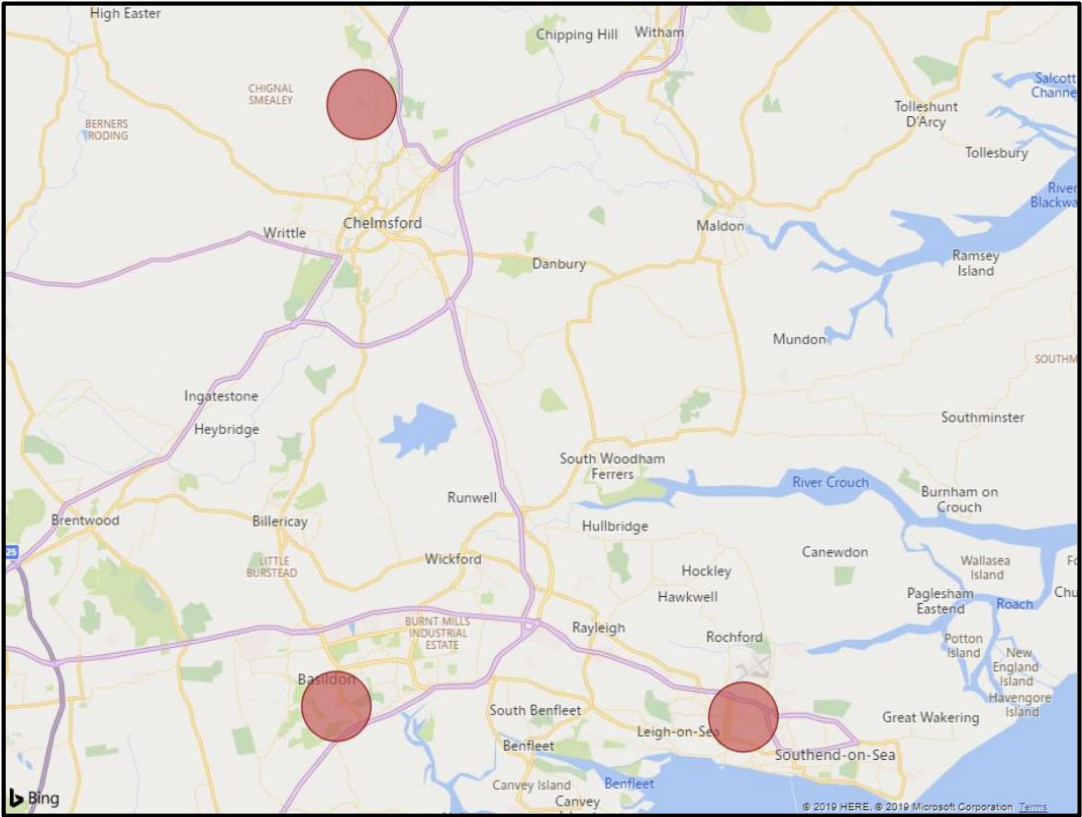 High Easter
Chipping Hill
Witham
CHIGNAL
SMEALEY
Salcott
Channe
BERNERS
RODING
Tolleshunt
D'Arcy
Tollesbury
River
Blackwa
Chelmsford
Writtle
Maldon
Danbury
Ramsey
Island
Mundon
SOUTHM
Ingatestone
Heybridge
Southminster
South Woodham
Ferrers
River Crouch
Runwell
Burnham on
Crouch
Brentwood
Billericay
Hullbridge
25
Canewdon
LITTLE
BURSTEAD
Wickford
Wallasea
Island
Hockley
Hawkwell
Paglesham
Eastend
Roach
Chu
BURNT MILLS
INDUSTRIAL
ESTATE
Rayleigh
Rochford
Potton
Island
New
England
Island
Havengore
Island
Basildon
South Benfleet
Leigh-on-Sea
Great Wakering
Benfleet
Southend-on-Sea
Canvey Island
Benfleet
Canvey
Bing
© 2019 HERE, © 2019 Microsoft Corporation Terms